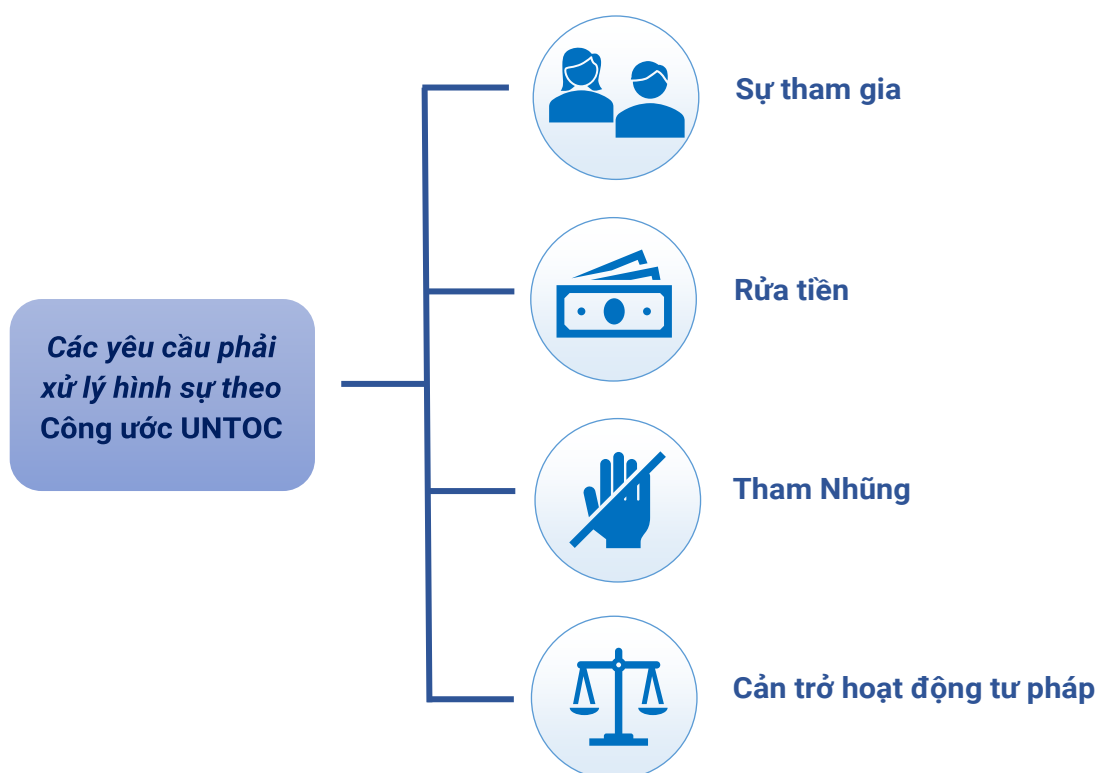 Sự tham gia
Rửa tiền
Các yêu cầu phải
xử lý hình sự theo
Công ước UNTOC
Tham Nhũng
Cản trở hoạt động tư pháp